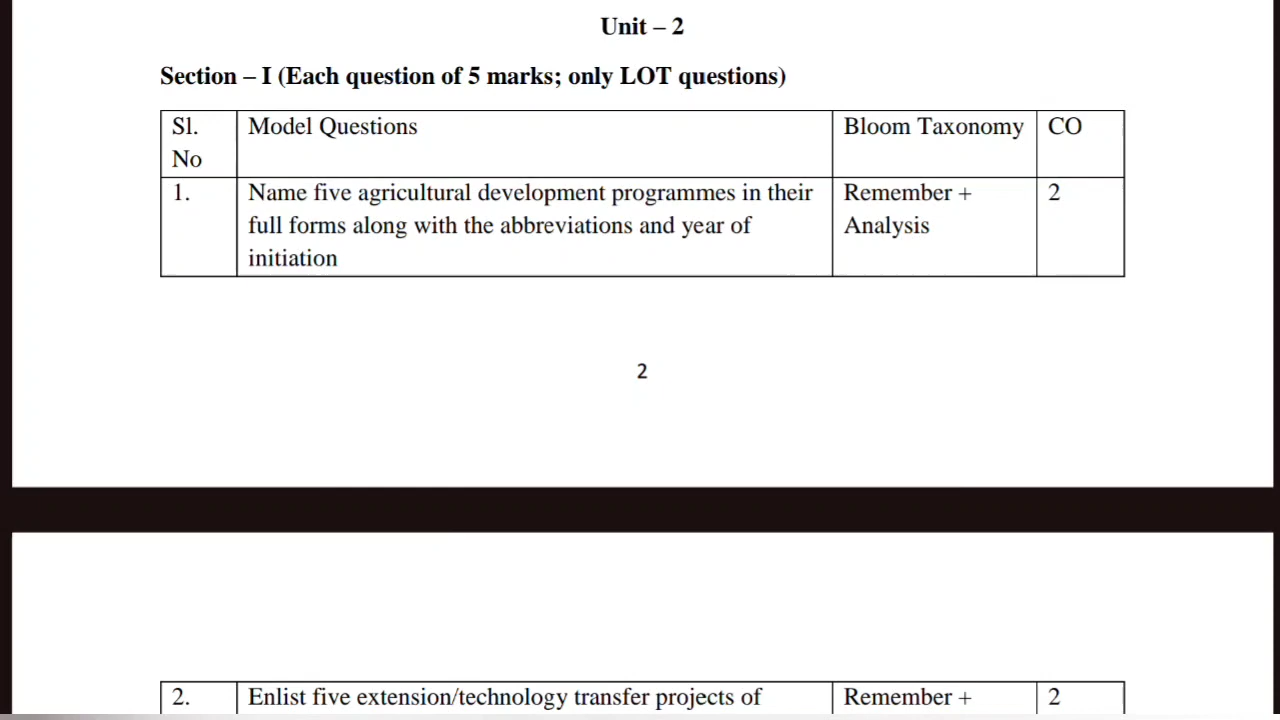 Unit – 2
Section – I (Each question of 5 marks; only LOT questions)
Sl. No
Model Questions
Bloom Taxonomy
CO
1.
Name five agricultural development programmes in their
full forms along with the abbreviations and year of
initiation
Remember +
Analysis
2
2
2.
Enlist five extension/technology transfer projects of
Remember +
2